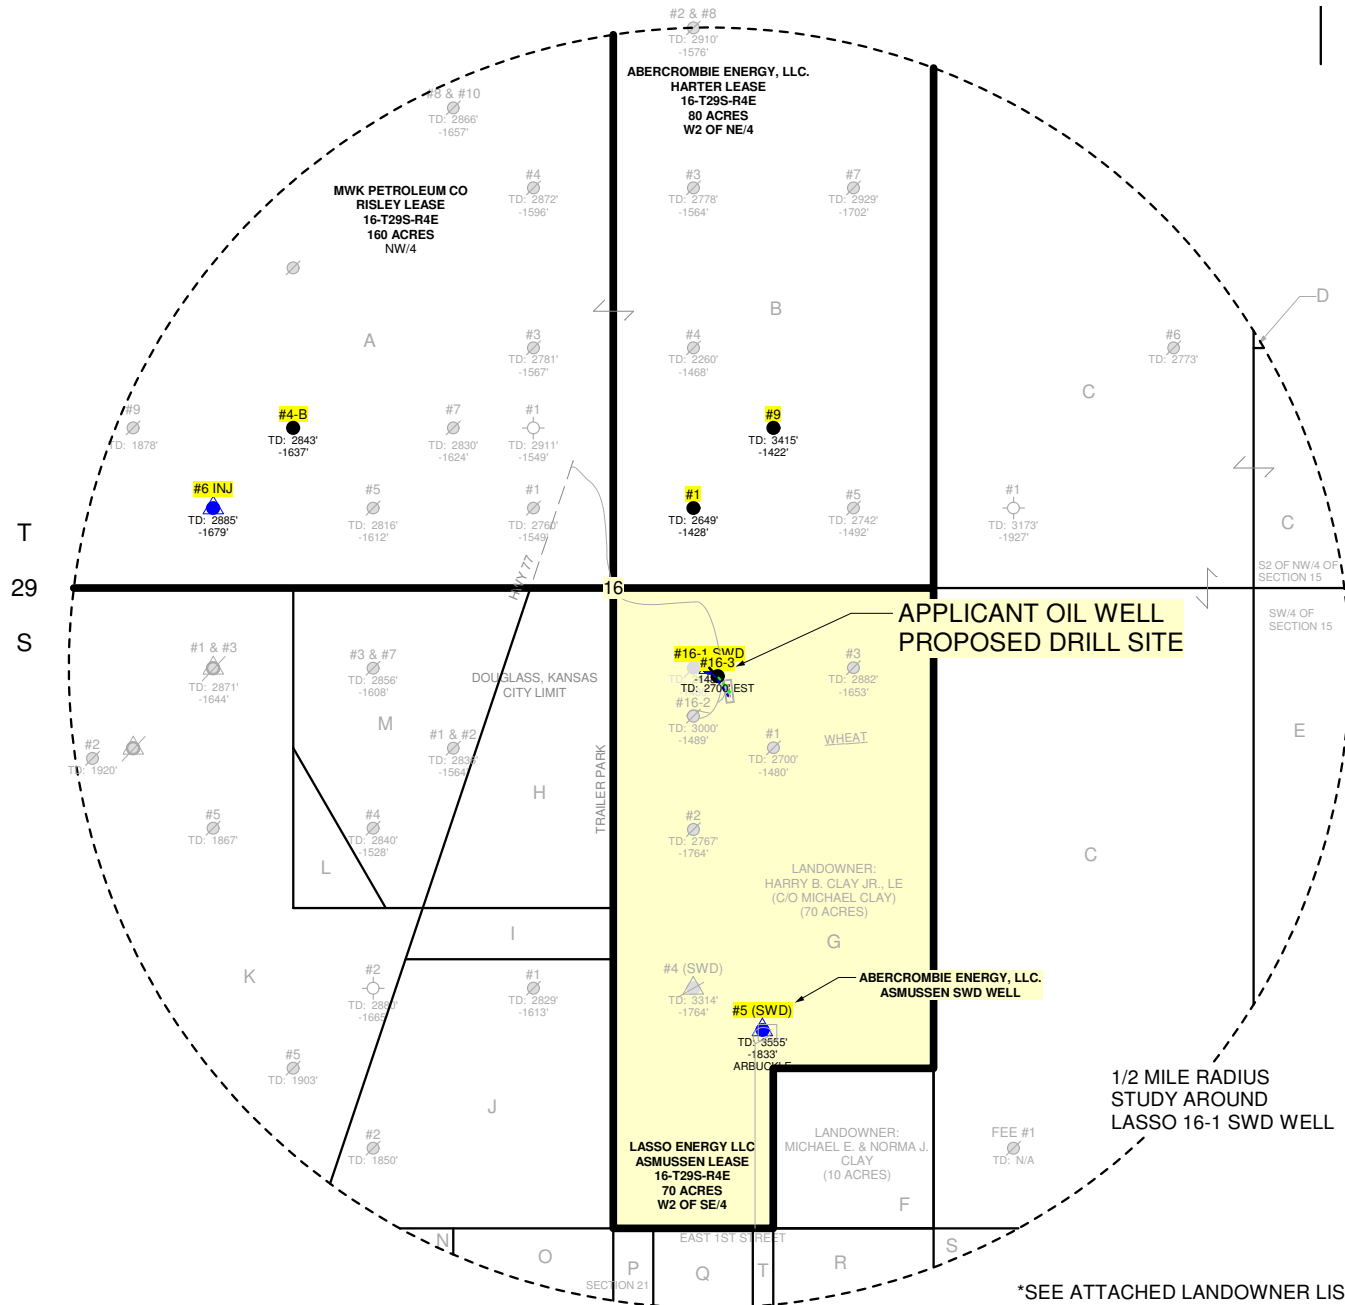 #2 & #8
TD: 2910'
-1576'
ABERCROMBIE ENERGY, LLC.
HARTER LEASE
16-T29S-R4E
80 ACRES
W2 OF NE/4
#8 & #10
TD: 2866'
-1657'
MWK PETROLEUM CO
RISLEY LEASE
16-T29S-R4E
160 ACRES
NW/4
#4
TD: 2872'
-1596'
#3
TD: 2778'
-1564'
#7
TD: 2929'
-1702'
A
B
D
#3
TD: 2781'
-1567'
#4
TD: 2260'
-1468'
#6
TD: 2773'
C
#9
TD: 1878'
#4-B
TD: 2843'
-1637'
#7
TD: 2830'
-1624'
#1
TD: 2911'
-1549'
#9
TD: 3415'
-1422'
#6 INJ
TD: 2885'
-1679'
#5
TD: 2816'
-1612'
#1
TD: 2760'
-1549'
#1
TD: 2649'
-1428'
#5
TD: 2742'
-1492'
#1
TD: 3173'
-1927'
C
S2 OF NW/4 OF
SECTION 15
T
29
S
HWY 77
16
SW/4 OF
SECTION 15
APPLICANT OIL WELL
PROPOSED DRILL SITE
#1 & #3
TD: 2871'
-1644'
#3 & #7
TD: 2856'
-1608'
DOUGLASS, KANSAS
CITY LIMIT
#16-1 SWD
#16-3
TD: 2700' EST
#3
TD: 2882'
-1653'
#16-2
TD: 3000'
-1489'
M
#2
TD: 1920'
#1 & #2
-1564'
H
TRAILER PARK
#1
TD: 2700'
-1480'
WHEAT
E
#5
TD: 1867'
#4
TD: 2840'
-1528'
L
#2
TD: 2767'
-1764'
C
LANDOWNER:
HARRY B. CLAY JR., LE
(C/O MICHAEL CLAY)
(70 ACRES)
G
I
K
#2
TD: 2880'
-1665'
#1
TD: 2829'
-1613'
#4 (SWD)
TD: 3314'
-1764'
ABERCROMBIE ENERGY, LLC.
ASMUSSEN SWD WELL
#5 (SWD)
TD: 3555'
-1833'
ARBUCKLE
#5
TD: 1903'
J
1/2 MILE RADIUS
STUDY AROUND
LASSO 16-1 SWD WELL
#2
TD: 1850'
LASSO ENERGY LLC
ASMUSSEN LEASE
16-T29S-R4E
70 ACRES
W2 OF SE/4
LANDOWNER:
MICHAEL E. & NORMA J.
CLAY
(10 ACRES)
F
FEE #1
TD: N/A
EAST 1ST STREET
N
O
P
SECTION 21
Q
T
R
S
*SEE ATTACHED LANDOWNER LIS